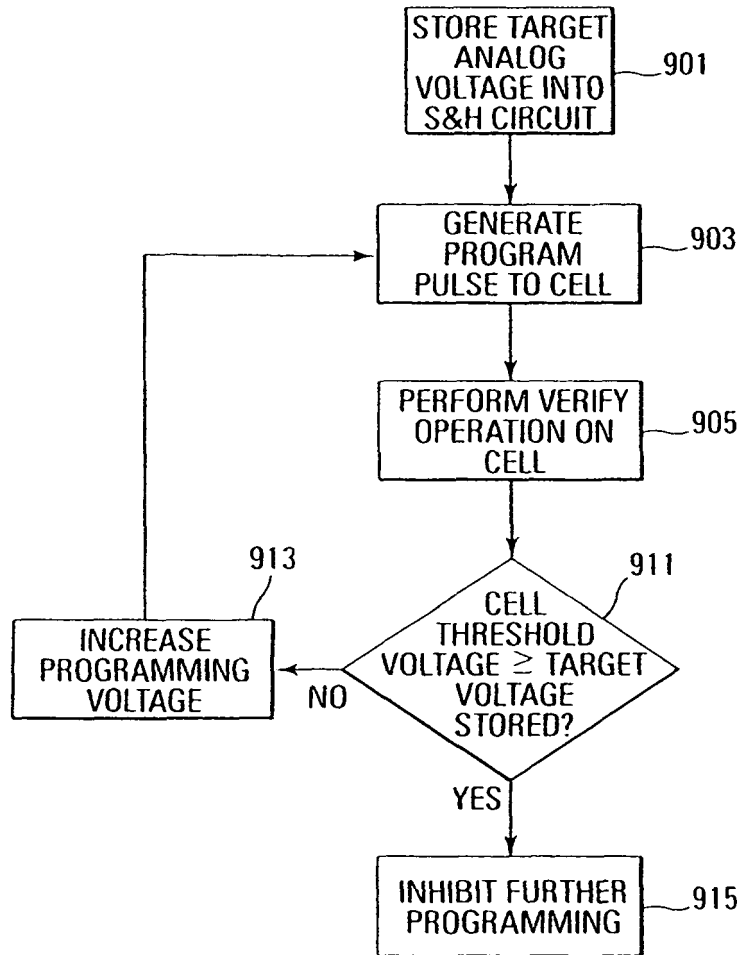 STORE TARGET
ANALOG
VOLTAGE INTO
S&H CIRCUIT
901
GENERATE
PROGRAM
PULSE TO CELL
903
PERFORM VERIFY
OPERATION ON
CELL
905
CELL
THRESHOLD
VOLTAGE ≥ TARGET
VOLTAGE
STORED?
911
913
INCREASE
PROGRAMMING
VOLTAGE
NO
YES
INHIBIT FURTHER
PROGRAMMING
915